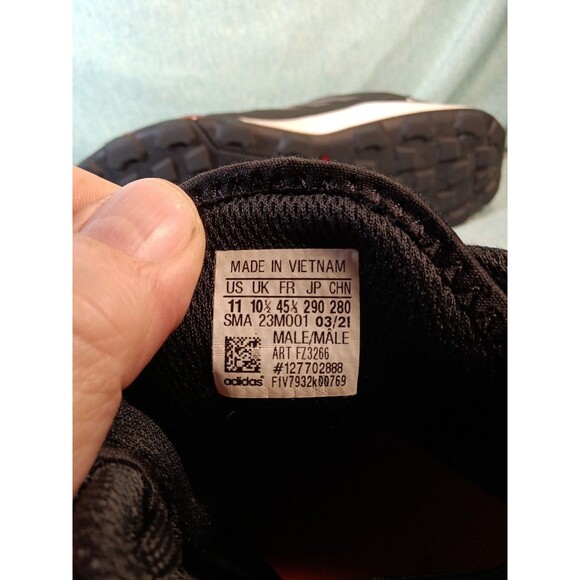 MADE IN VIETNAM
US UK FR JP CHN
11 10½ 45⅓ 290 280
SMA 23M001 03/21
MALE/MÂLE
ART FZ3266
#127702888
adidas® F1V7932k00769